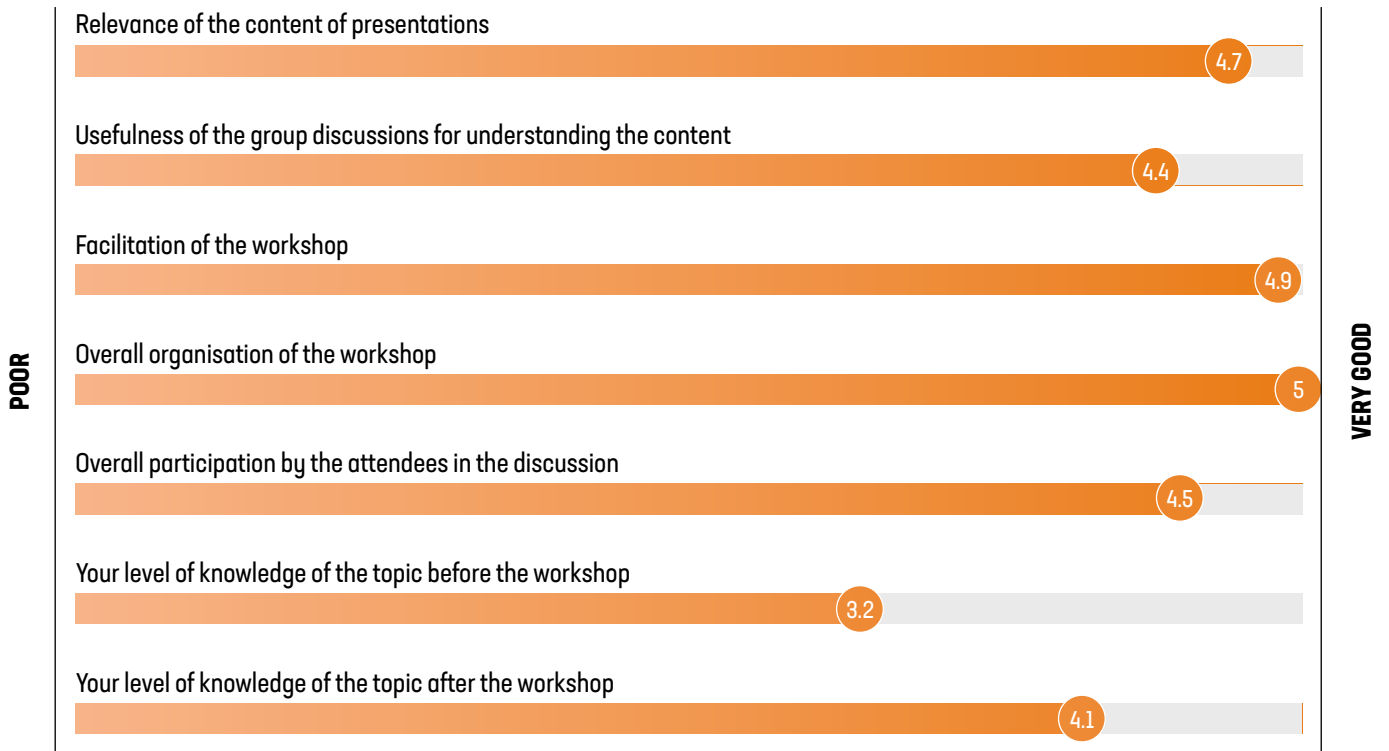 Relevance of the content of presentations
4.7
Usefulness of the group discussions for understanding the content
4.4
Facilitation of the workshop
4.9
Overall organisation of the workshop
5
Overall participation by the attendees in the discussion
4.5
Your level of knowledge of the topic before the workshop
3.2
Your level of knowledge of the topic after the workshop
4.1
POOR
VERY GOOD